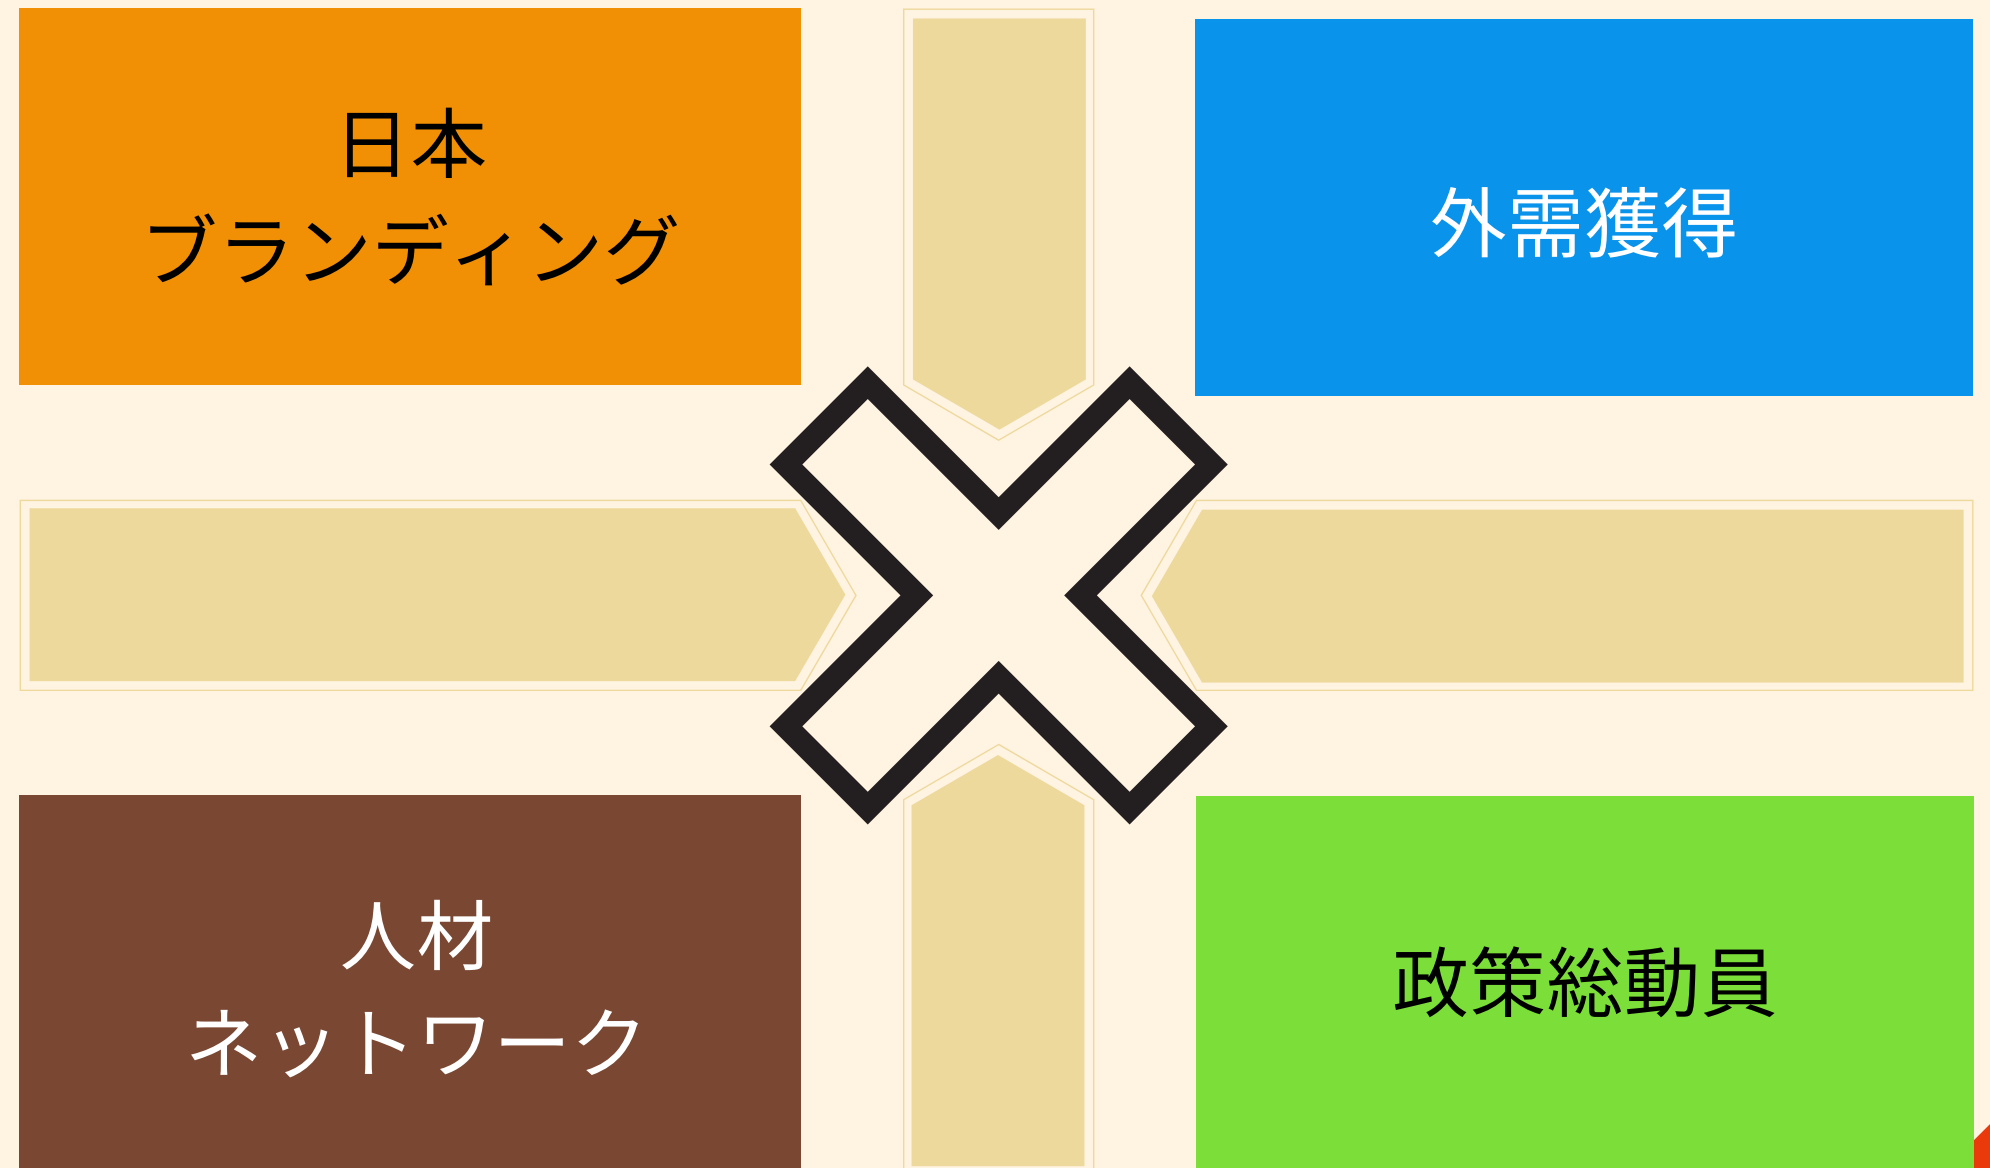 日本
ブランディング
外需獲得
人材
ネットワーク
政策総動員